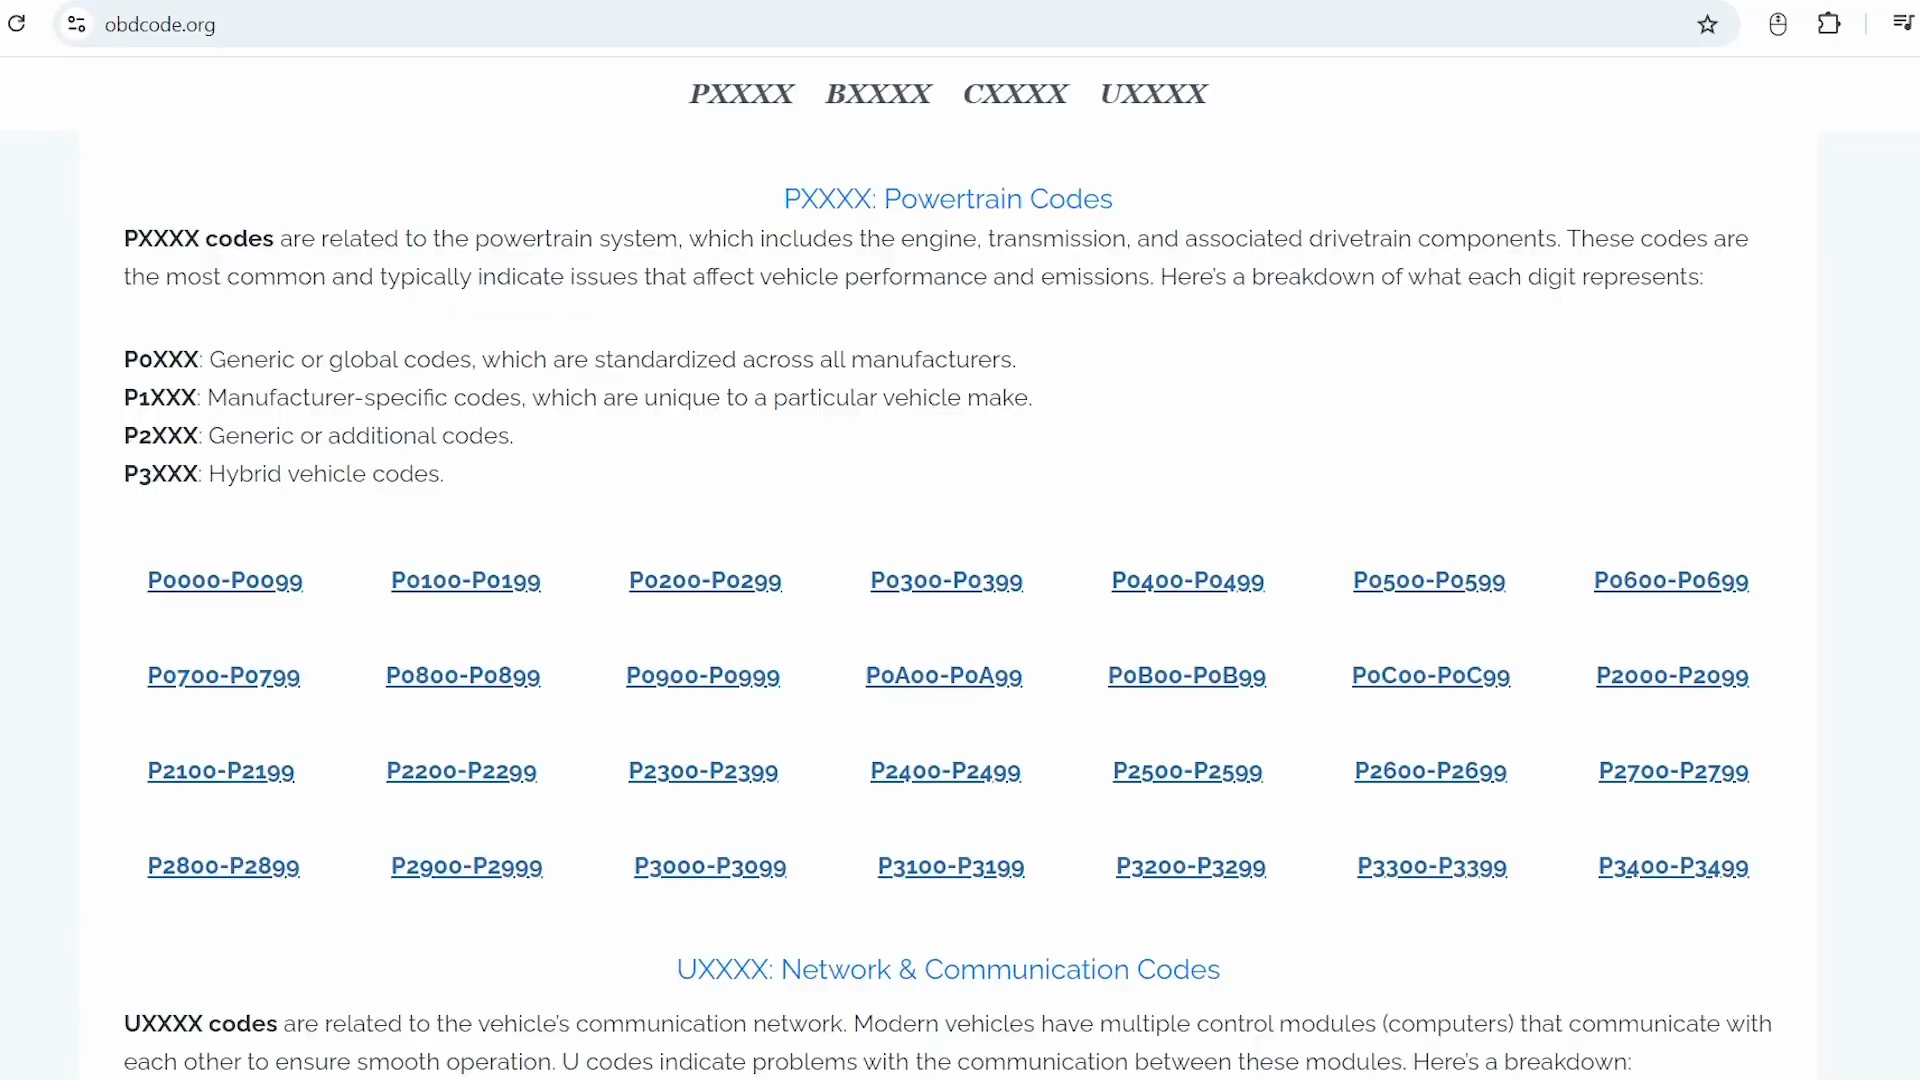 obdcode.org
PXXXX BXXXX CXXXX UXXXX
PXXXX: Powertrain Codes
PXXXX codes are related to the powertrain system, which includes the engine, transmission, and associated drivetrain components. These codes are
the most common and typically indicate issues that affect vehicle performance and emissions. Here's a breakdown of what each digit represents:
P0XXX: Generic or global codes, which are standardized across all manufacturers.
P1XXX: Manufacturer-specific codes, which are unique to a particular vehicle make.
P2XXX: Generic or additional codes.
P3XXX: Hybrid vehicle codes.
P0000-P0099 P0100-P0199 P0200-P0299 P0300-P0399 P0400-P0499 P0500-P0599 P0600-P0699
P0700-P0799 P0800-P0899 P0900-P0999 P0A00-P0A99 P0B00-P0B99 P0C00-P0C99 P2000-P2099
P2100-P2199 P2200-P2299 P2300-P2399 P2400-P2499 P2500-P2599 P2600-P2699 P2700-P2799
P2800-P2899 P2900-P2999 P3000-P3099 P3100-P3199 P3200-P3299 P3300-P3399 P3400-P3499
UXXXX: Network & Communication Codes
UXXXX codes are related to the vehicle's communication network. Modern vehicles have multiple control modules (computers) that communicate with
each other to ensure smooth operation. U codes indicate problems with the communication between these modules. Here's a breakdown: